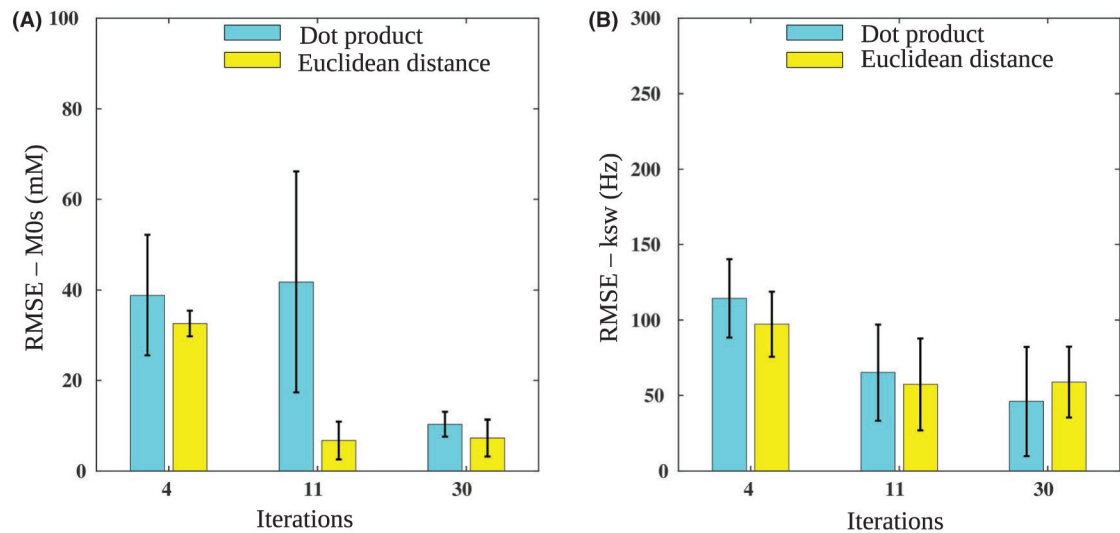 (A)
100
80
60
40
20
0
RMSE – M0s (mM)
Dot product
Euclidean distance
4 11 30
Iterations
(B)
300
250
200
150
100
50
0
RMSE – ksw (Hz)
Dot product
Euclidean distance
4 11 30
Iterations